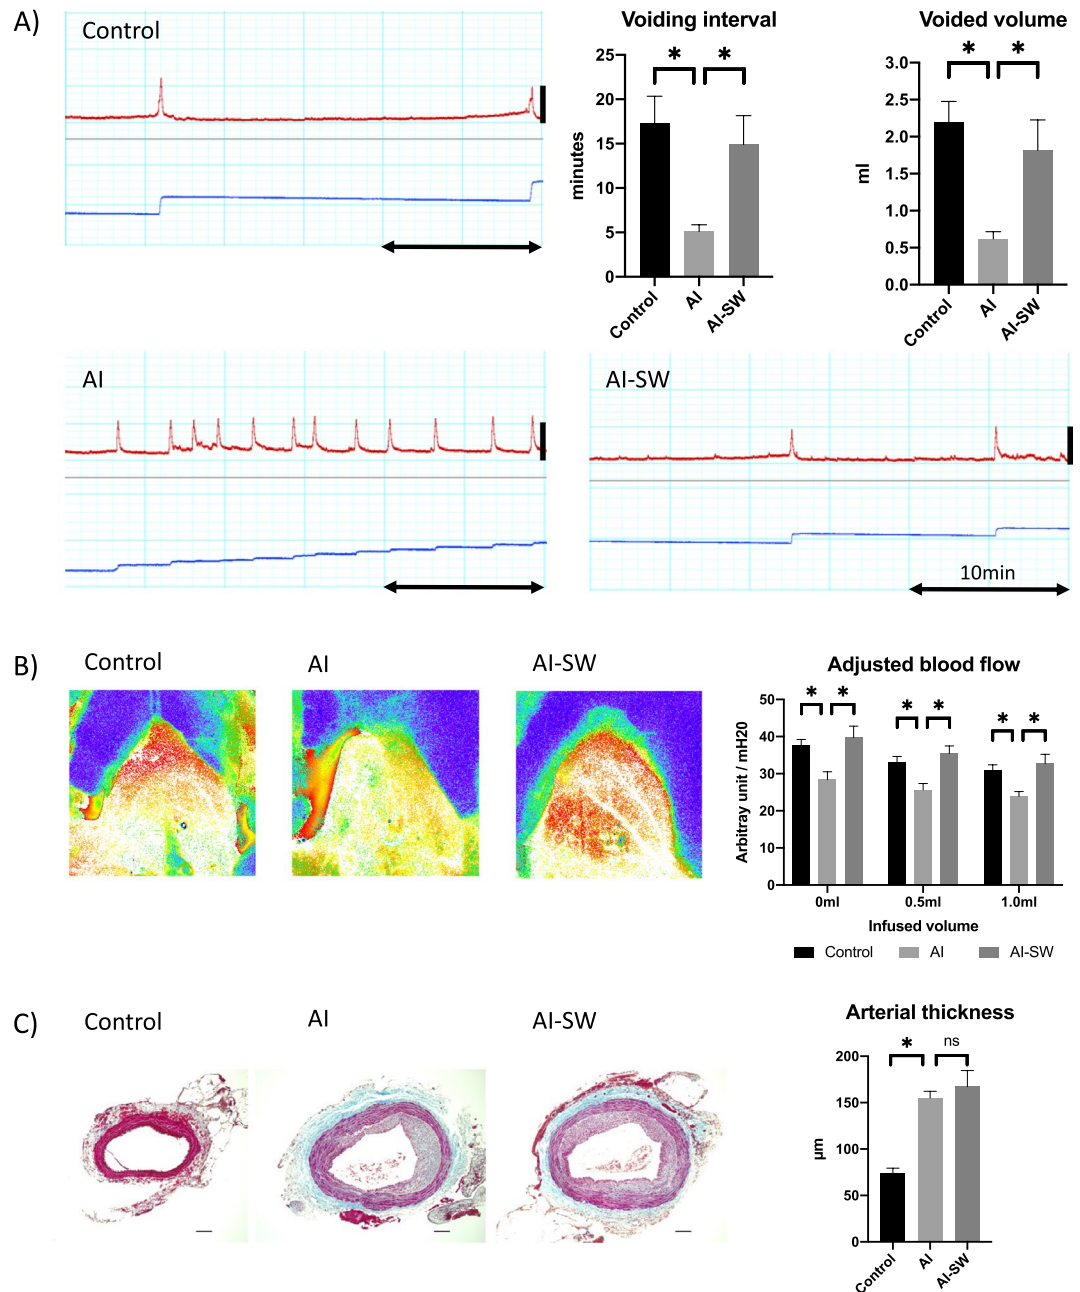 A)
Control
Voiding interval
25
20
15
10
5
0
minutes
* *
Control
AI
AI-SW
Voided volume
3.0
2.5
2.0
1.5
1.0
0.5
0.0
ml
* *
Control
AI
AI-SW
AI
AI-SW
10min
B)
Control
AI
AI-SW
Adjusted blood flow
50
40
30
20
10
0
Arbitray unit / mH20
* * * * * *
0ml 0.5ml 1.0ml
Infused volume
Control AI AI-SW
C)
Control
AI
AI-SW
Arterial thickness
200
150
100
50
0
μm
* ns
Control
AI
AI-SW